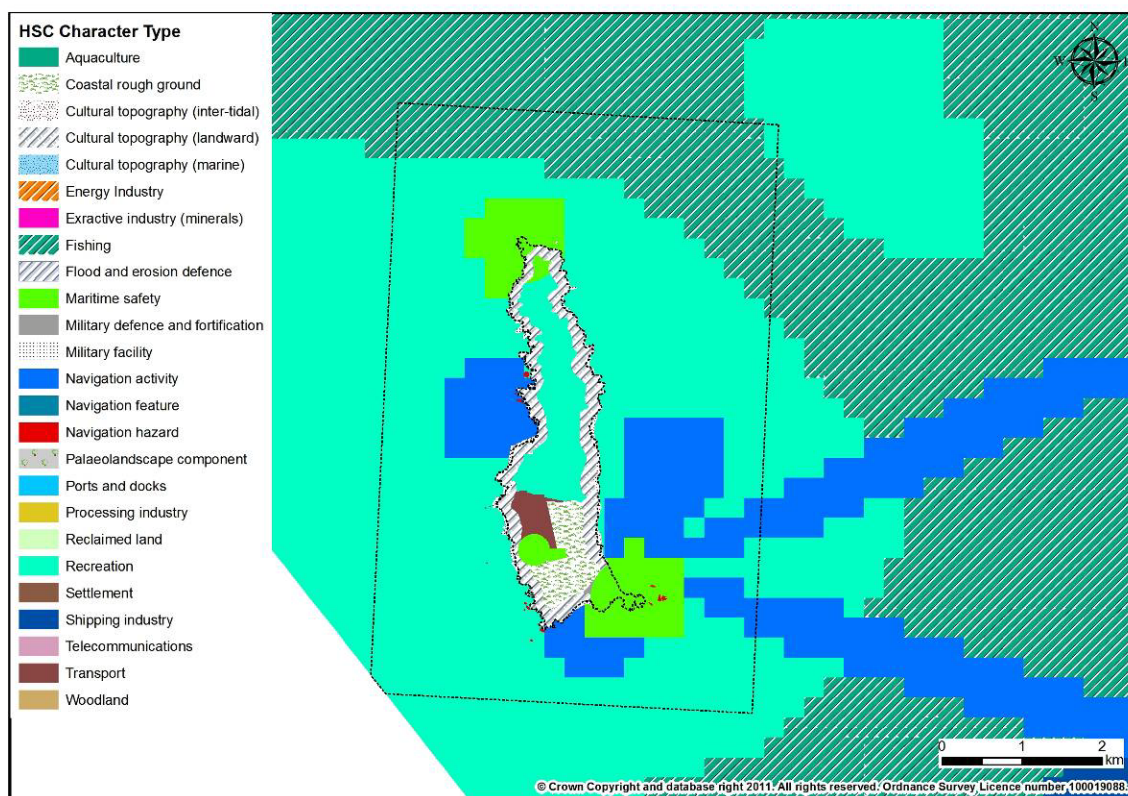 HSC Character Type
Aquaculture
Coastal rough ground
Cultural topography (inter-tidal)
Cultural topography (landward)
Cultural topography (marine)
Energy Industry
Exractive industry (minerals)
Fishing
Flood and erosion defence
Maritime safety
Military defence and fortification
Military facility
Navigation activity
Navigation feature
Navigation hazard
Palaeolandscape component
Ports and docks
Processing industry
Reclaimed land
Recreation
Settlement
Shipping industry
Telecommunications
Transport
Woodland
N
W E
S
0 1 2
km
© Crown Copyright and database right 2011. All rights reserved. Ordnance Survey Licence number 100019088.